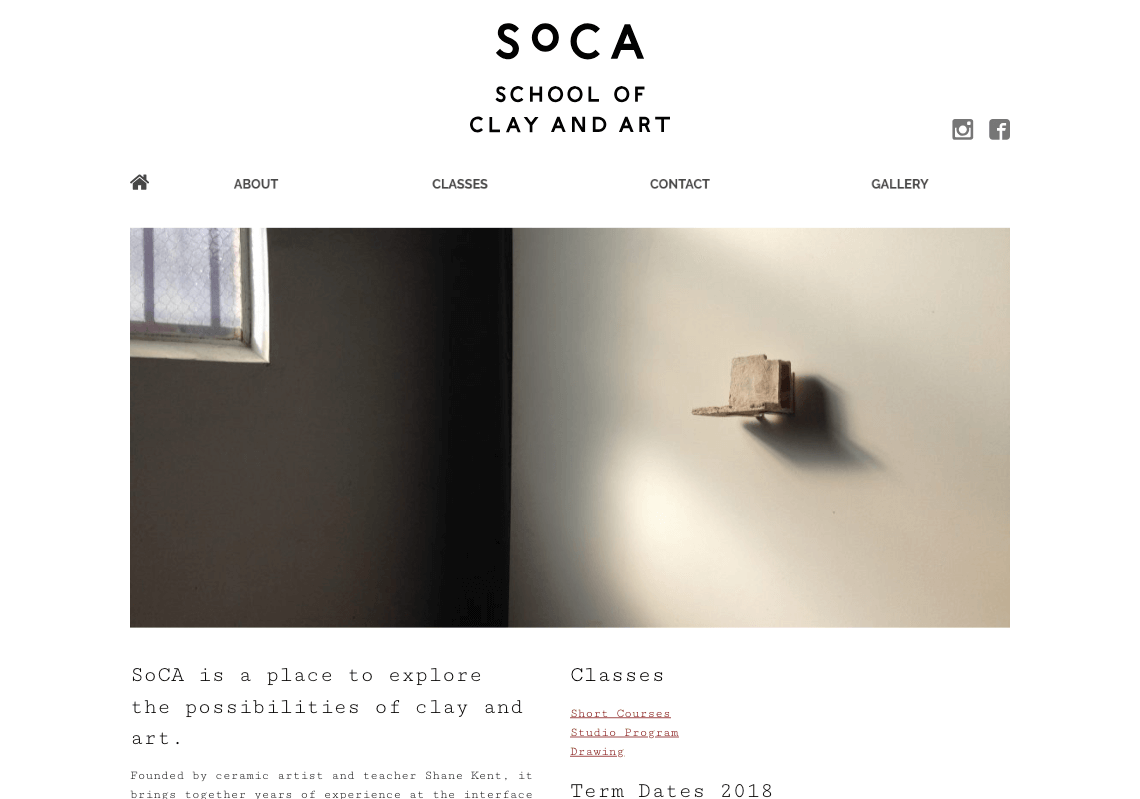 SoCA
SCHOOL OF
CLAY AND ART
ABOUT CLASSES CONTACT GALLERY
SoCA is a place to explore
the possibilities of clay and
art.
Founded by ceramic artist and teacher Shane Kent, it
brings together years of experience at the interface
Classes
Short Courses
Studio Program
Drawing
Term Dates 2018